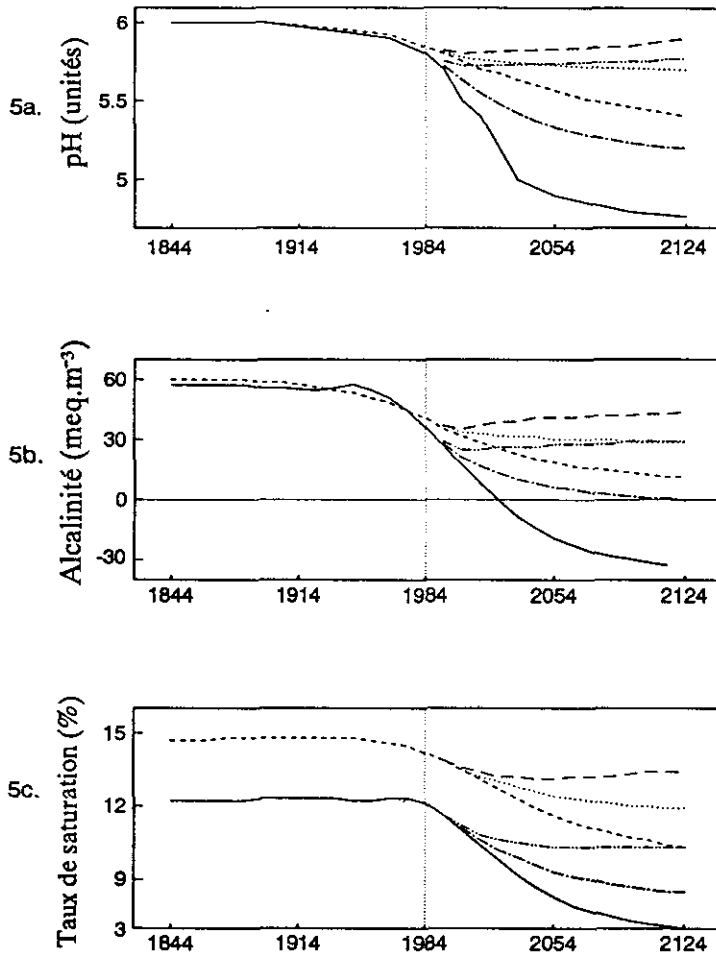 5a.
pH (unités)
6
5.5
5
1844 1914 1984 2054 2124
5b.
Alcalinité (meq.m⁻³)
60
30
0
-30
1844 1914 1984 2054 2124
5c.
Taux de saturation (%)
15
12
9
3
1844 1914 1984 2054 2124